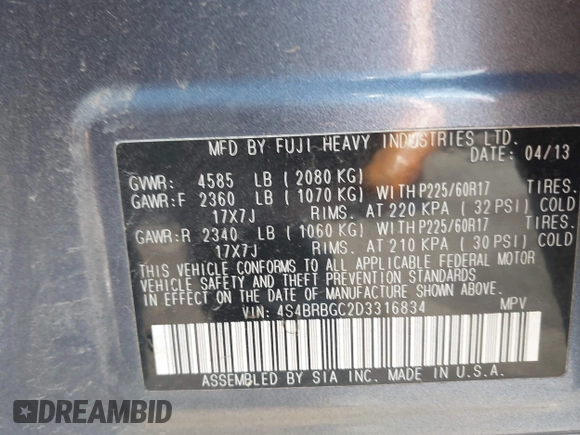 MFD BY FUJI HEAVY INDUSTRIES LTD.
DATE: 04/13
GVWR: 4585 LB ( 2080 KG)
GAWR:F 2360 LB ( 1070 KG) WITH P225/60R17 TIRES.
17X7J RIMS. AT 220 KPA ( 32 PSI) COLD
GAWR:R 2340 LB ( 1060 KG) WITH P225/60R17 TIRES.
17X7J RIMS. AT 210 KPA ( 30 PSI) COLD
THIS VEHICLE CONFORMS TO ALL APPLICABLE FEDERAL MOTOR
VEHICLE SAFETY AND THEFT PREVENTION STANDARDS
IN EFFECT ON THE DATE OF MANUFACTURE SHOWN ABOVE.
VIN: 4S4BRBGC2D3316834 MPV
ASSEMBLED BY SIA INC. MADE IN U.S.A.
DREAMBID